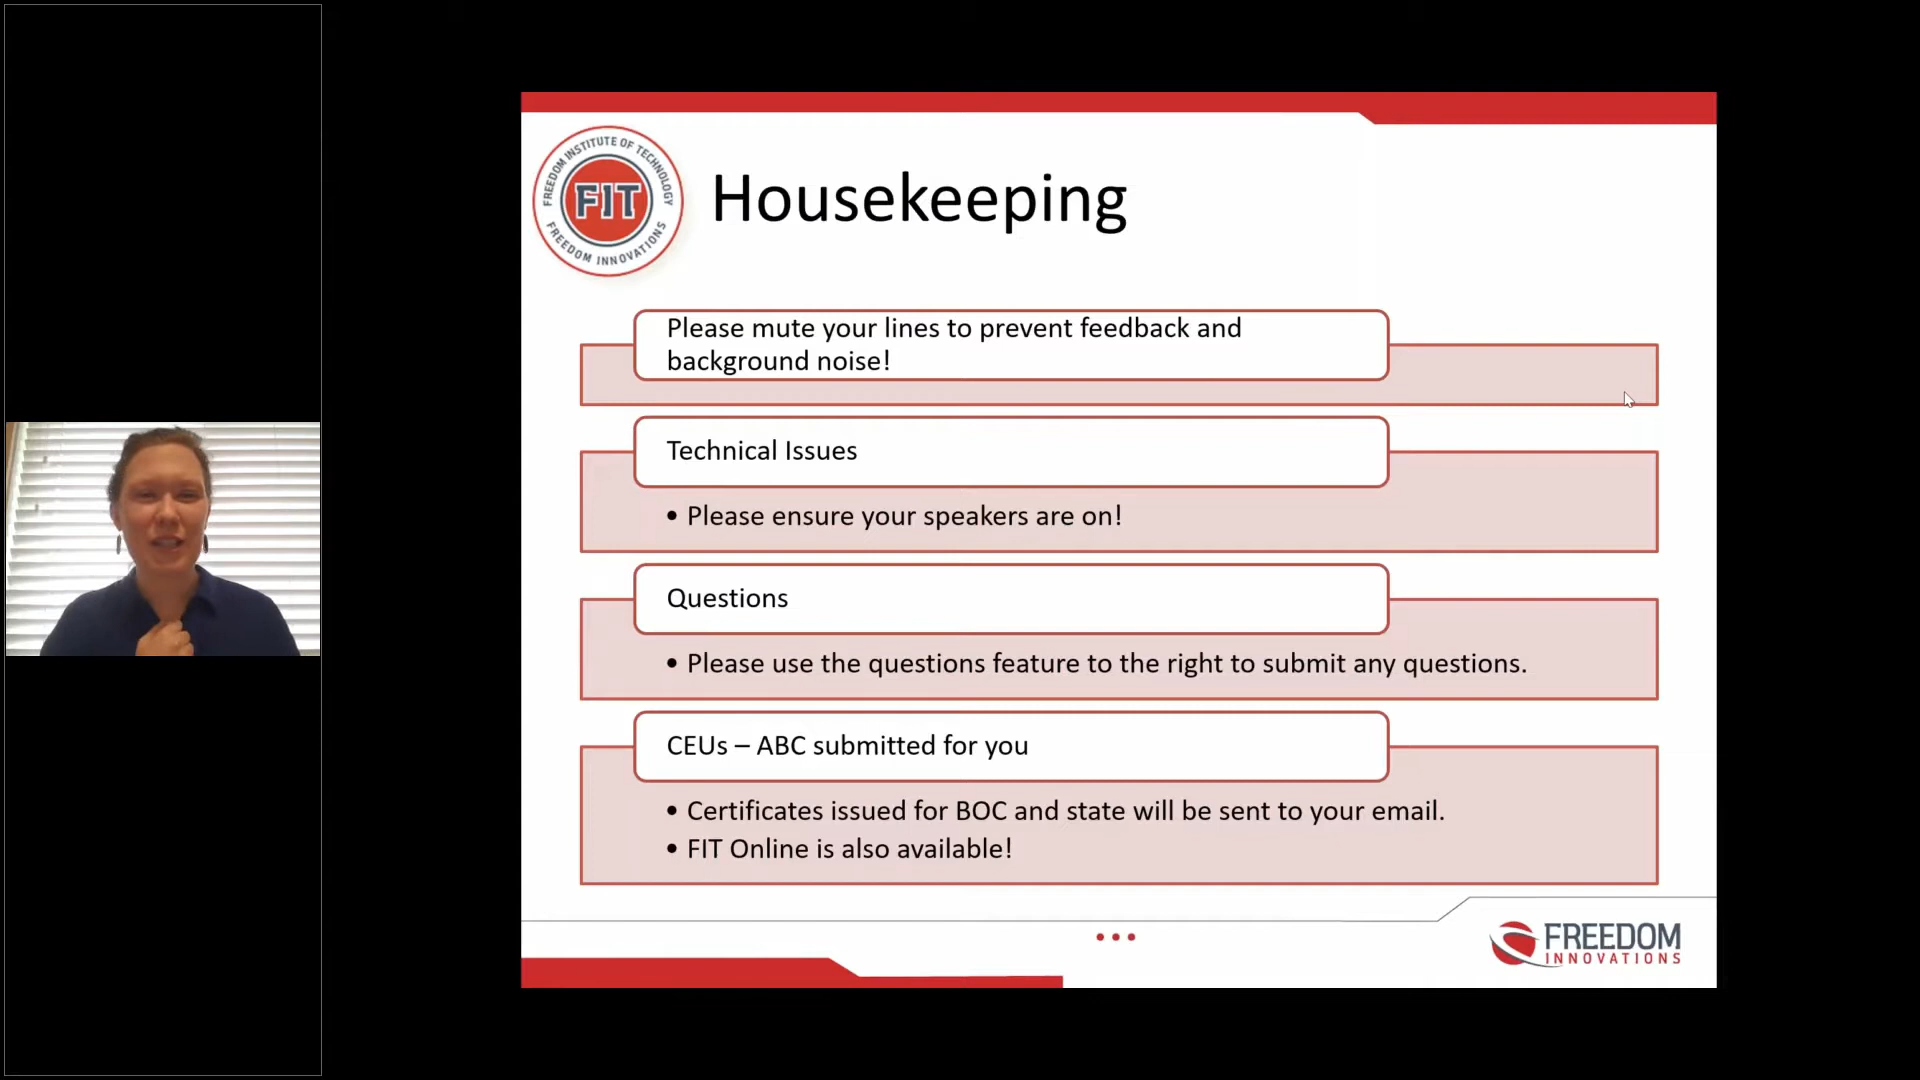 FREEDOM INSTITUTE OF TECHNOLOGY
FIT
FREEDOM INNOVATIONS
Housekeeping
Please mute your lines to prevent feedback and
background noise!
Technical Issues
• Please ensure your speakers are on!
Questions
• Please use the questions feature to the right to submit any questions.
CEUs – ABC submitted for you
• Certificates issued for BOC and state will be sent to your email.
• FIT Online is also available!
FREEDOM
INNOVATIONS